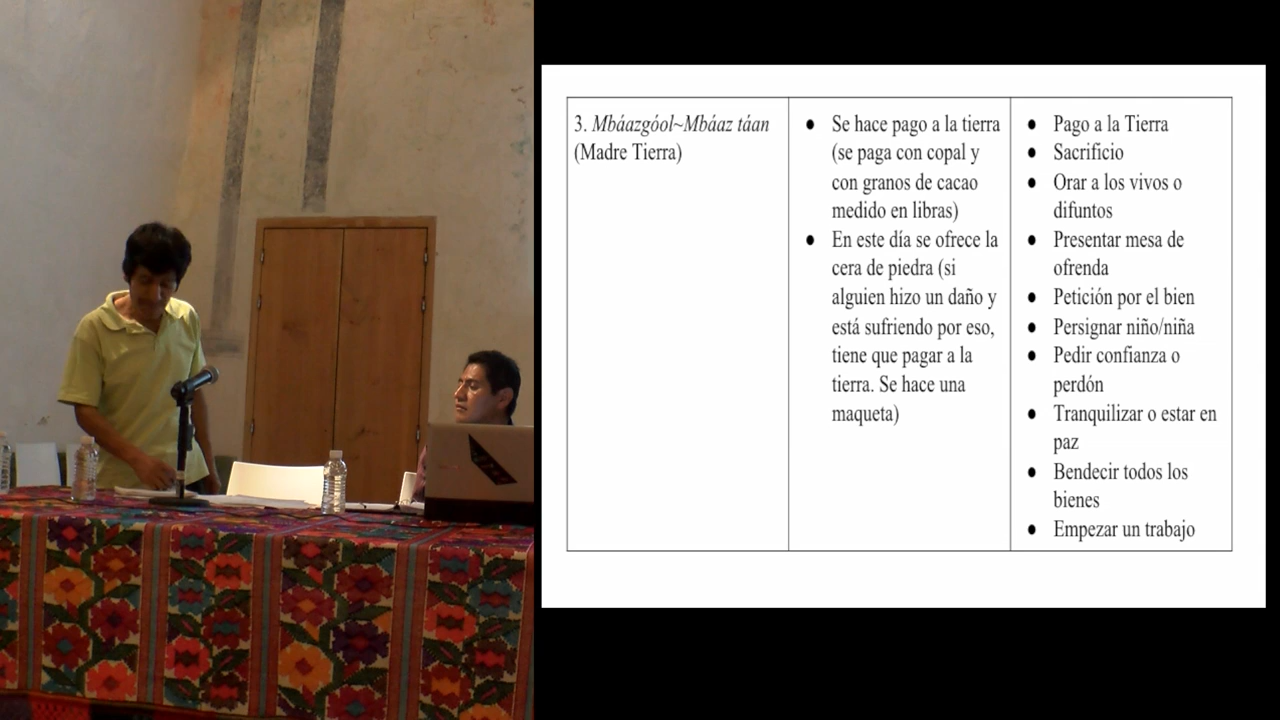 3. Mbáazgóol~Mbáaz táan
(Madre Tierra)
● Se hace pago a la tierra
(se paga con copal y
con granos de cacao
medido en libras)
● En este día se ofrece la
cera de piedra (si
alguien hizo un daño y
está sufriendo por eso,
tiene que pagar a la
tierra. Se hace una
maqueta)
● Pago a la Tierra
● Sacrificio
● Orar a los vivos o
difuntos
● Presentar mesa de
ofrenda
● Petición por el bien
● Persignar niño/niña
● Pedir confianza o
perdón
● Tranquilizar o estar en
paz
● Bendecir todos los
bienes
● Empezar un trabajo